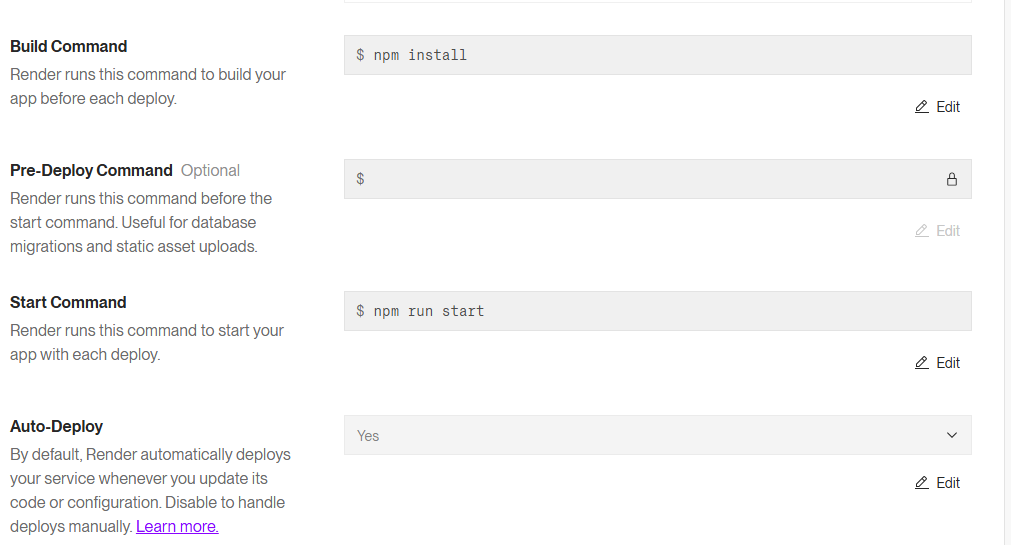 Build Command
Render runs this command to build your
app before each deploy.
$ npm install
Edit
Pre-Deploy Command Optional
Render runs this command before the
start command. Useful for database
migrations and static asset uploads.
$
Edit
Start Command
Render runs this command to start your
app with each deploy.
$ npm run start
Edit
Auto-Deploy
By default, Render automatically deploys
your service whenever you update its
code or configuration. Disable to handle
deploys manually. Learn more.
Yes
Edit